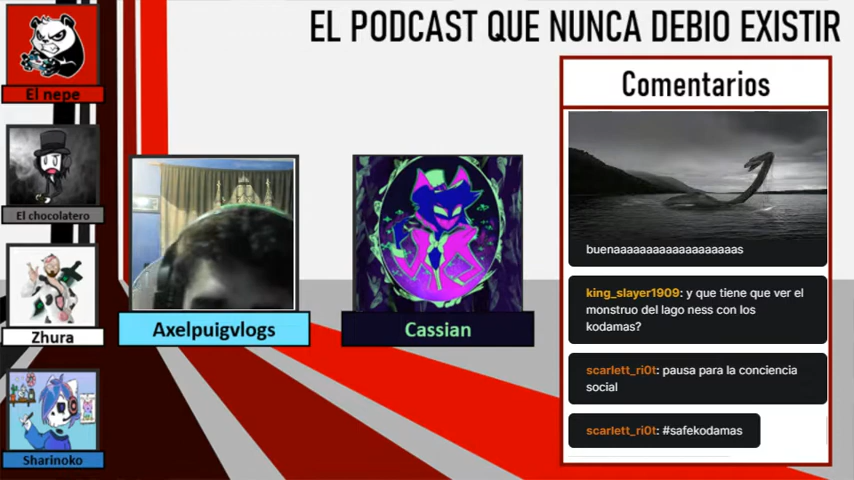 EL PODCAST QUE NUNCA DEBIO EXISTIR
El nepe
El chocolatero
Zhura
Sharinoko
Axelpuigvlogs
Cassian
Comentarios
buenaaaaaaaaaaaaaaaaaaas
king_slayer1909: y que tiene que ver el
monstruo del lago ness con los
kodamas?
scarlett_ri0t: pausa para la conciencia
social
scarlett_ri0t: #safekodamas